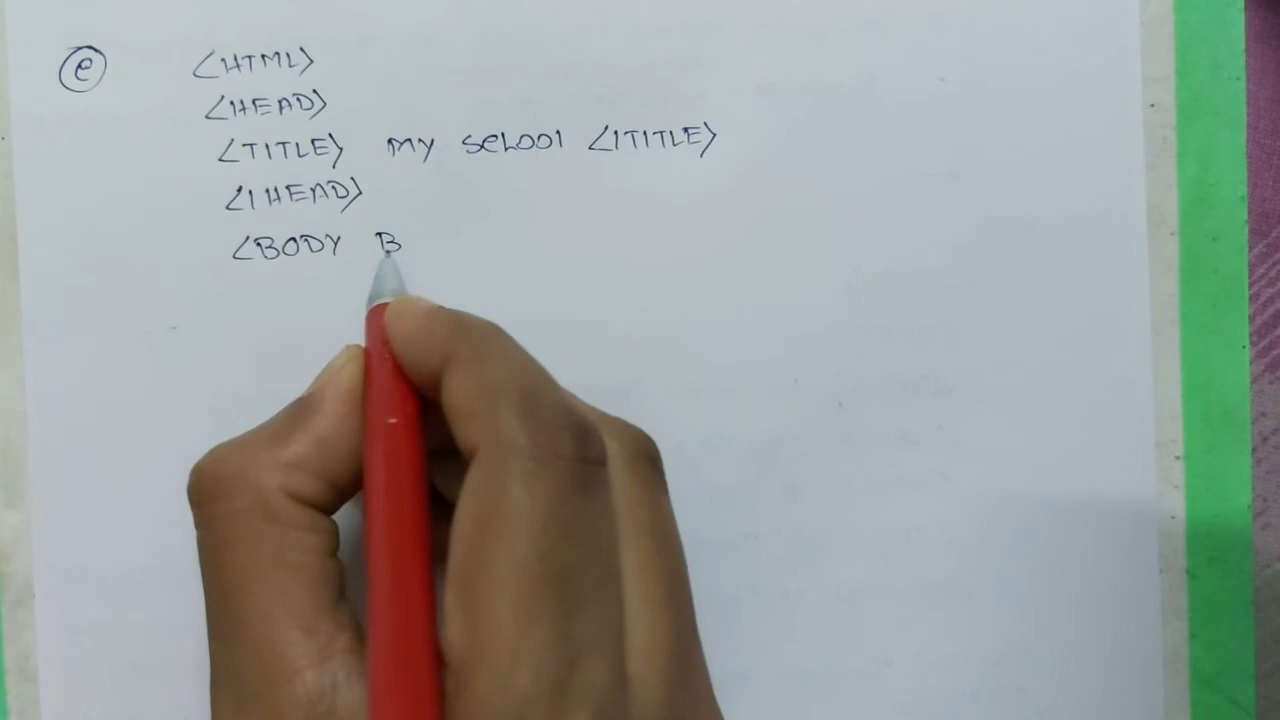 ⓔ <HTML>
<HEAD>
<TITLE> MY SCHOOL </TITLE>
</HEAD>
<BODY B